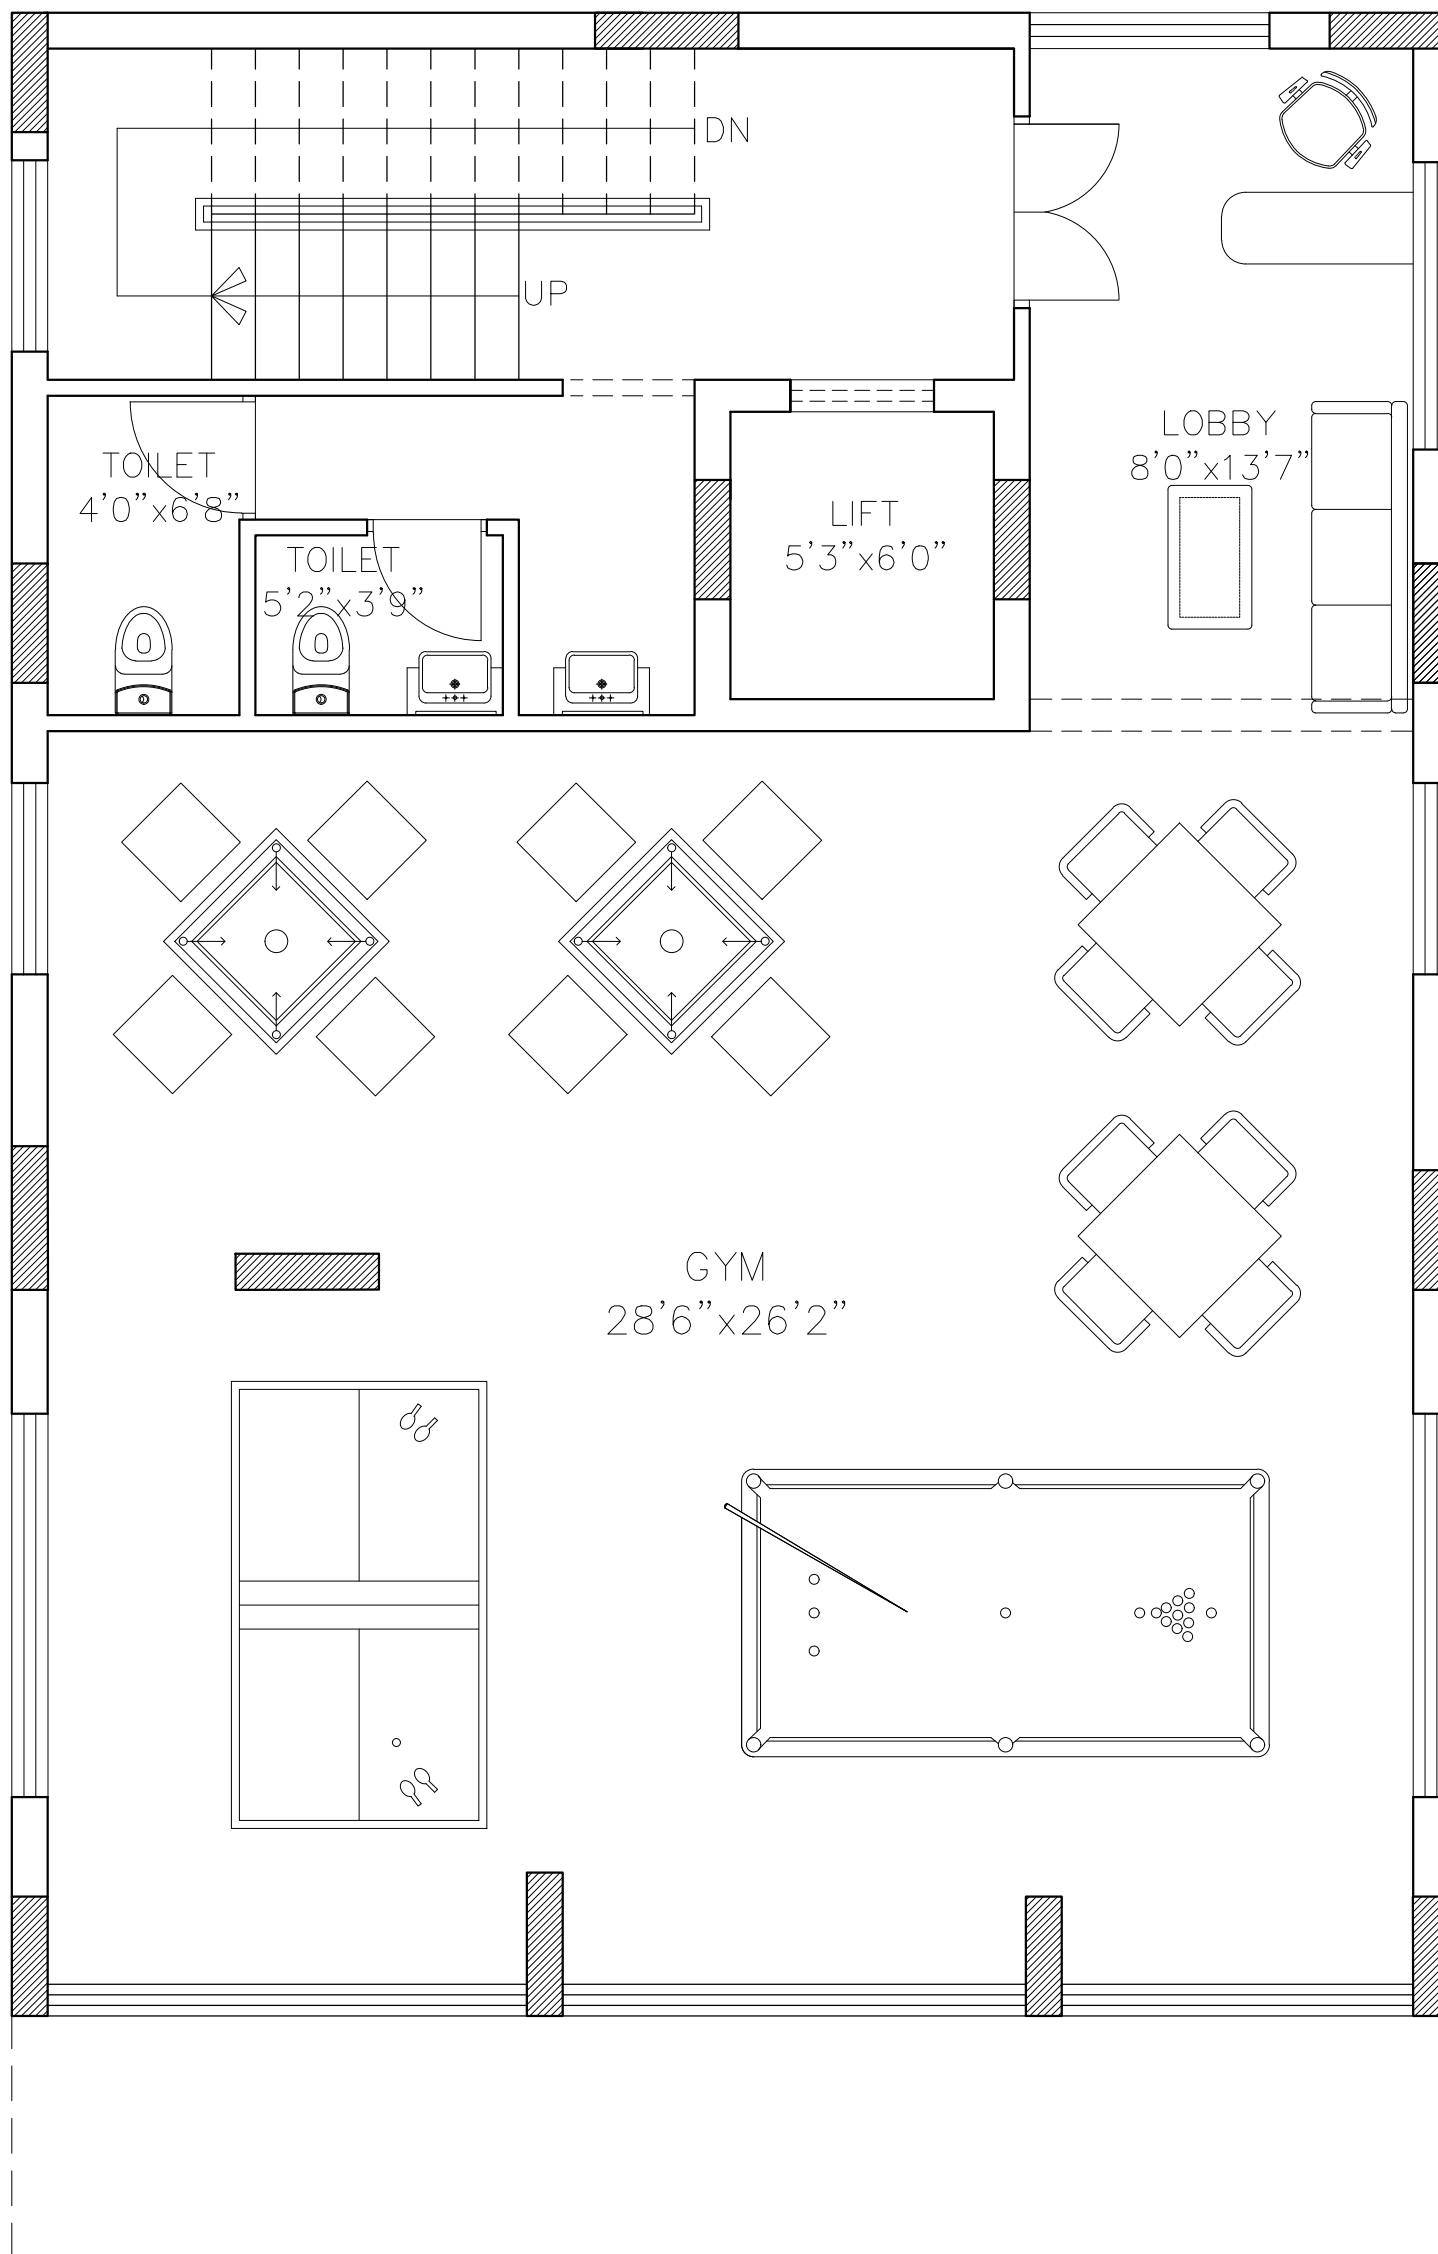 DN
UP
LOBBY
8'0"x13'7"
TOILET
4'0"x6'8"
LIFT
5'3"x6'0"
TOILET
5'2"x3'9"
GYM
28'6"x26'2"